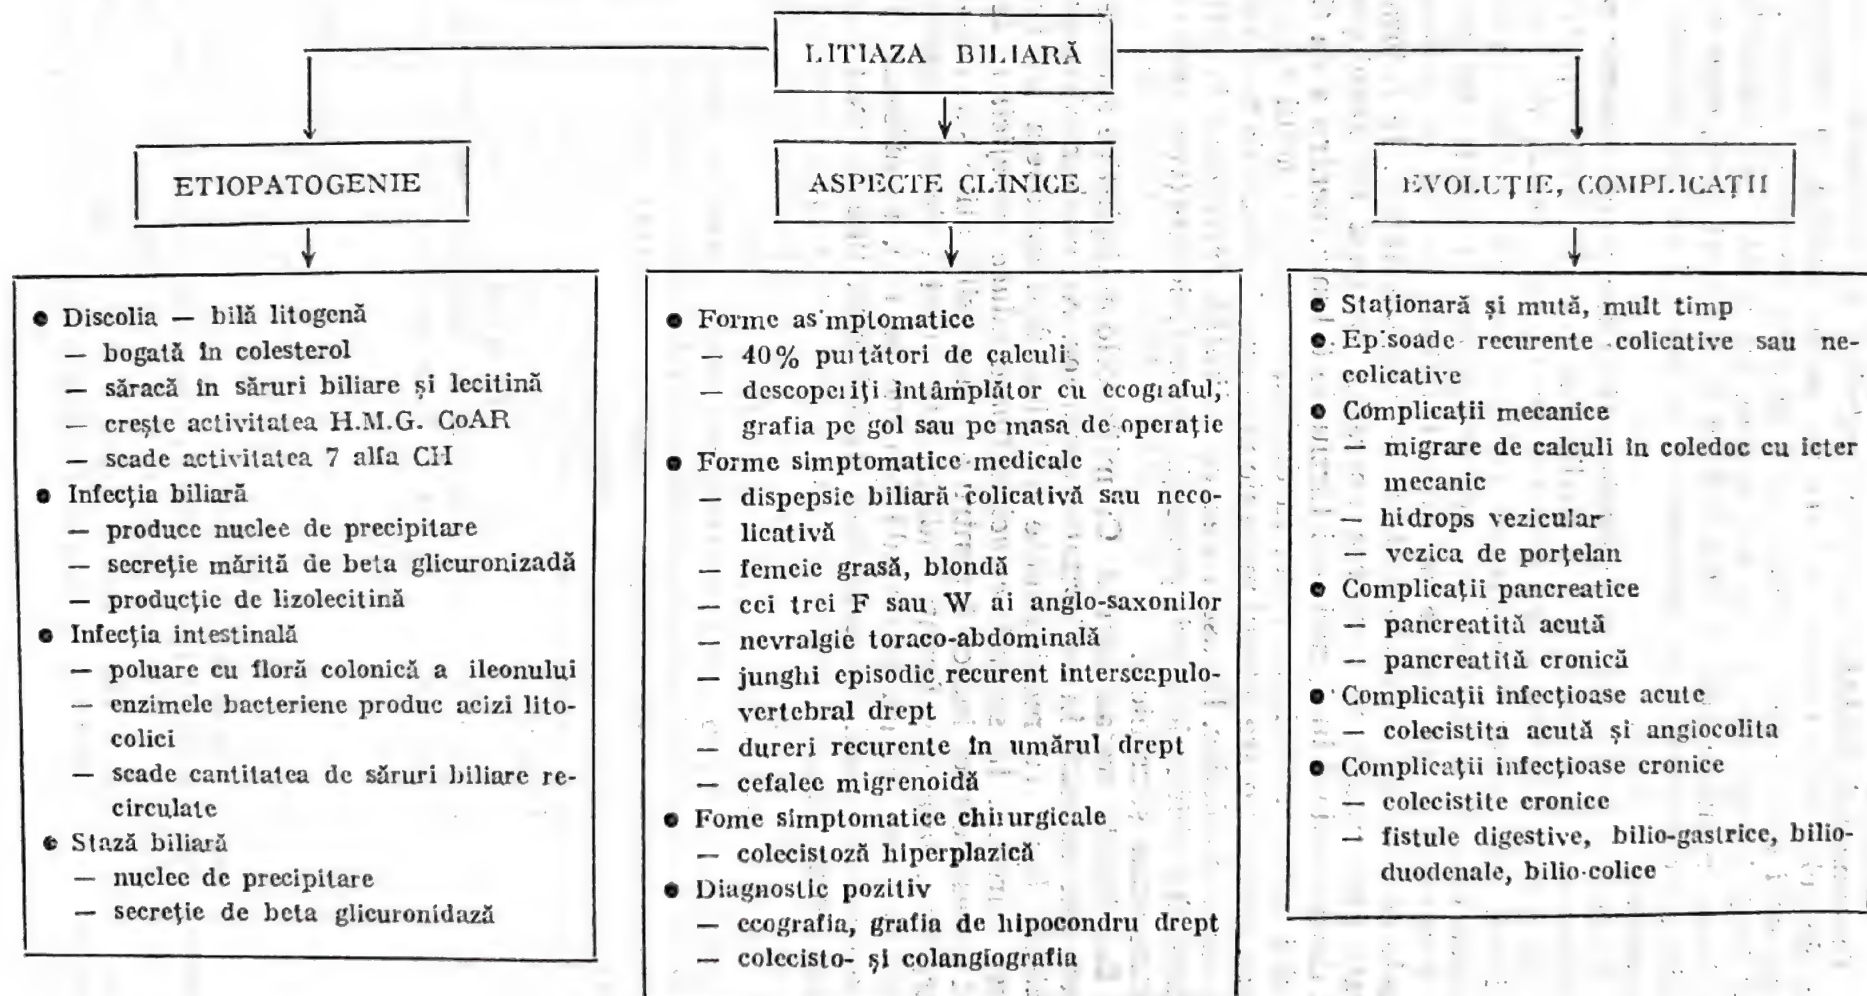 LITIAZA BILIARĂ
ETIOPATOGENIE
ASPECTE CLINICE
EVOLUȚIE, COMPLICAȚII
● Discolia — bilă litogenă
— bogată în colesterol
— săracă în săruri biliare și lecitină
— crește activitatea H.M.G. CoAR
— scade activitatea 7 alfa CH
● Infecția biliară
— produce nuclee de precipitare
— secreție mărită de beta glicuronizadă
— producție de lizolecitină
● Infecția intestinală
— poluare cu floră colonică a ileonului
— enzimele bacteriene produc acizi lito-
colici
— scade cantitatea de săruri biliare re-
circulate
● Stază biliară
— nuclee de precipitare
— secreție de beta glicuronidază
● Forme asimptomatice
— 40% purtători de calculi
— descoperiți întâmplător cu ecograful,
grafia pe gol sau pe masa de operație
● Forme simptomatice medicale
— dispepsie biliară colicativă sau neco-
licativă
— femeie grasă, blondă
— cei trei F sau W ai anglo-saxonilor
— nevralgie toraco-abdominală
— junghi episodic recurent interscapulo-
vertebral drept
— dureri recurente în umărul drept
— cefalee migrenoidă
● Fome simptomatice chirurgicale
— colecistoză hiperplazică
● Diagnostic pozitiv
— ecografia, grafia de hipocondru drept
— colecisto- și colangiografia
● Staționară și mută, mult timp
● Episoade recurente colicative sau ne-
colicative
● Complicații mecanice
— migrare de calculi în coledoc cu icter
mecanic
— hidrops vezicular
— vezica de porțelan
● Complicații pancreatice
— pancreatită acută
— pancreatită cronică
● Complicații infecțioase acute
— colecistita acută și angiocolita
● Complicații infecțioase cronice
— colecistite cronice
— fistule digestive, bilio-gastrice, bilio-
duodenale, bilio-colice